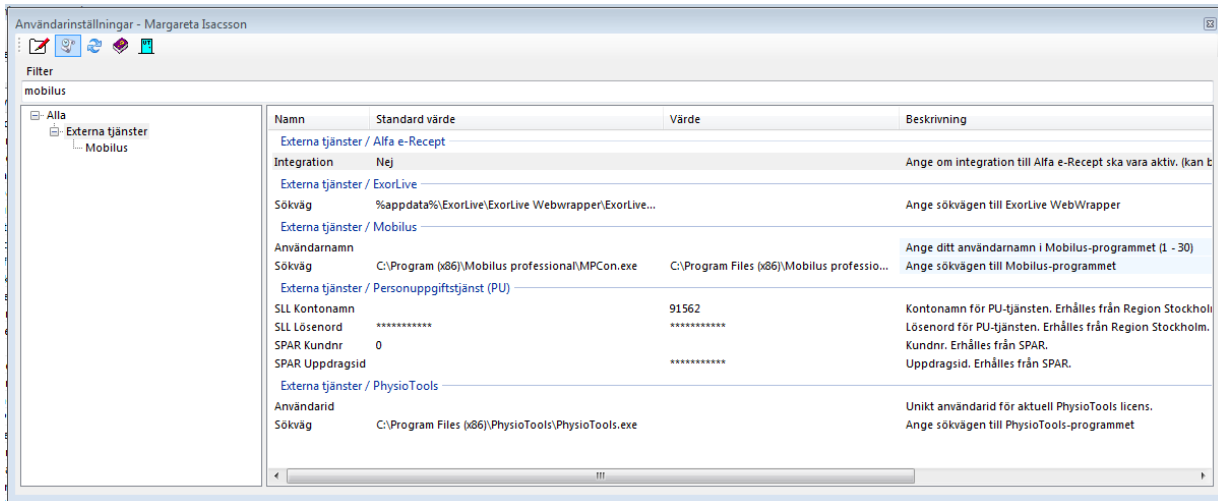 Användarinställningar - Margareta Isacsson
Filter
mobilus
Alla
Externa tjänster
Mobilus
Namn Standard värde Värde Beskrivning
Externa tjänster / Alfa e-Recept
Integration Nej Ange om integration till Alfa e-Recept ska vara aktiv. (kan b
Externa tjänster / ExorLive
Sökväg %appdata%\ExorLive\ExorLive Webwrapper\ExorLive... Ange sökvägen till ExorLive WebWrapper
Externa tjänster / Mobilus
Användarnamn Ange ditt användarnamn i Mobilus-programmet (1 - 30)
Sökväg C:\Program (x86)\Mobilus professional\MPCon.exe C:\Program Files (x86)\Mobilus professio... Ange sökvägen till Mobilus-programmet
Externa tjänster / Personuppgiftstjänst (PU)
SLL Kontonamn 91562 Kontonamn för PU-tjänsten. Erhålles från Region Stockhol
SLL Lösenord *********** *********** Lösenord för PU-tjänsten. Erhålles från Region Stockholm.
SPAR Kundnr 0 Kundnr. Erhålles från SPAR.
SPAR Uppdragsid *********** Uppdragsid. Erhålles från SPAR.
Externa tjänster / PhysioTools
Användarid Unikt användarid för aktuell PhysioTools licens.
Sökväg C:\Program Files (x86)\PhysioTools\PhysioTools.exe Ange sökvägen till PhysioTools-programmet